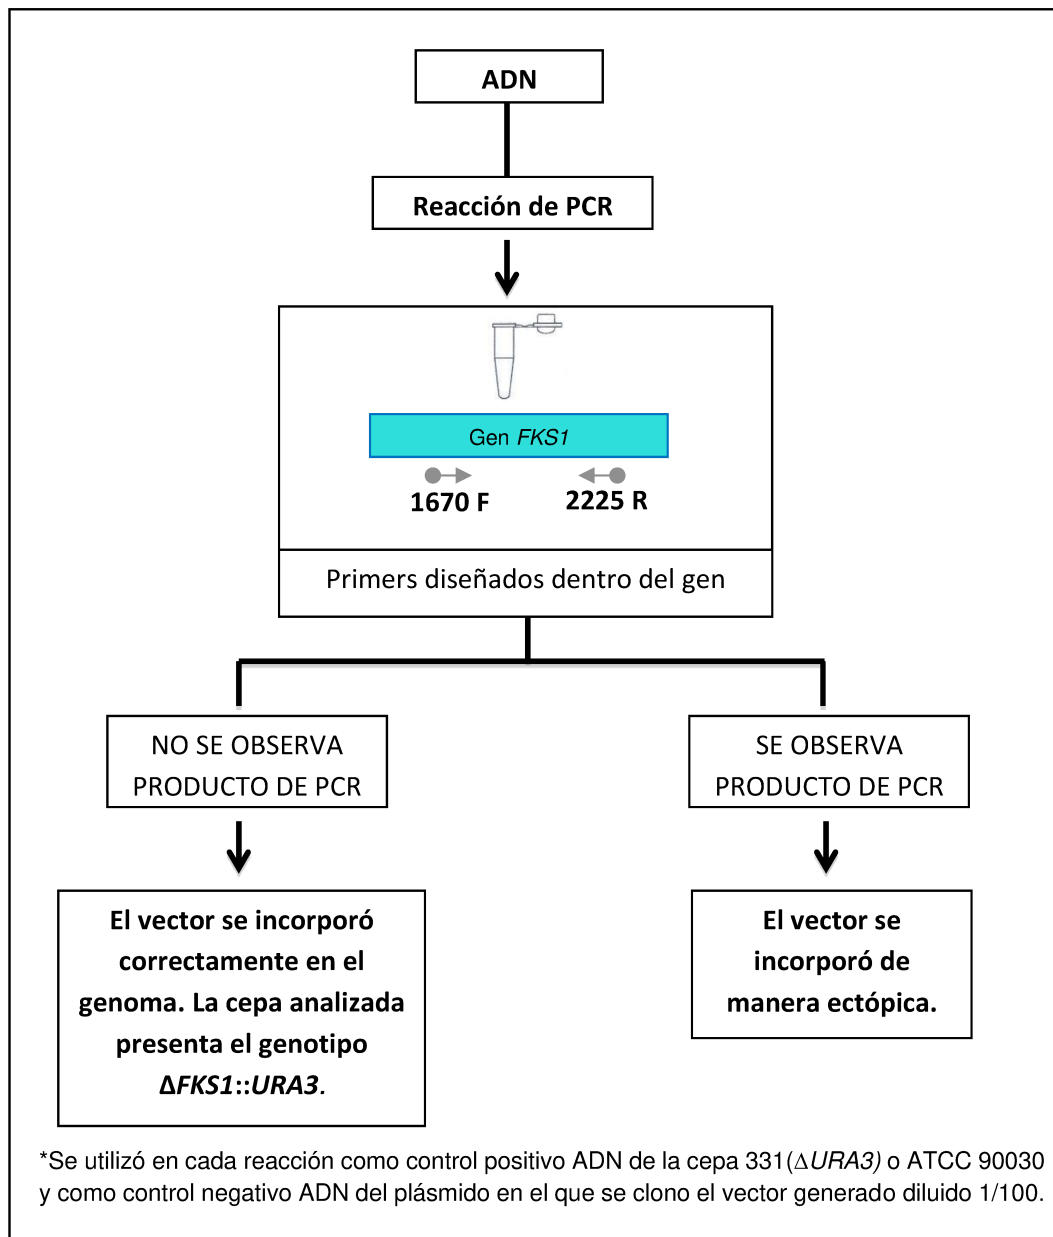 ADN
Reacción de PCR
Gen FKS1
1670 F
2225 R
Primers diseñados dentro del gen
NO SE OBSERVA
PRODUCTO DE PCR
SE OBSERVA
PRODUCTO DE PCR
El vector se incorporó
correctamente en el
genoma. La cepa analizada
presenta el genotipo
ΔFKS1::URA3.
El vector se
incorporó de
manera ectópica.
*Se utilizó en cada reacción como control positivo ADN de la cepa 331(ΔURA3) o ATCC 90030
y como control negativo ADN del plásmido en el que se clono el vector generado diluido 1/100.